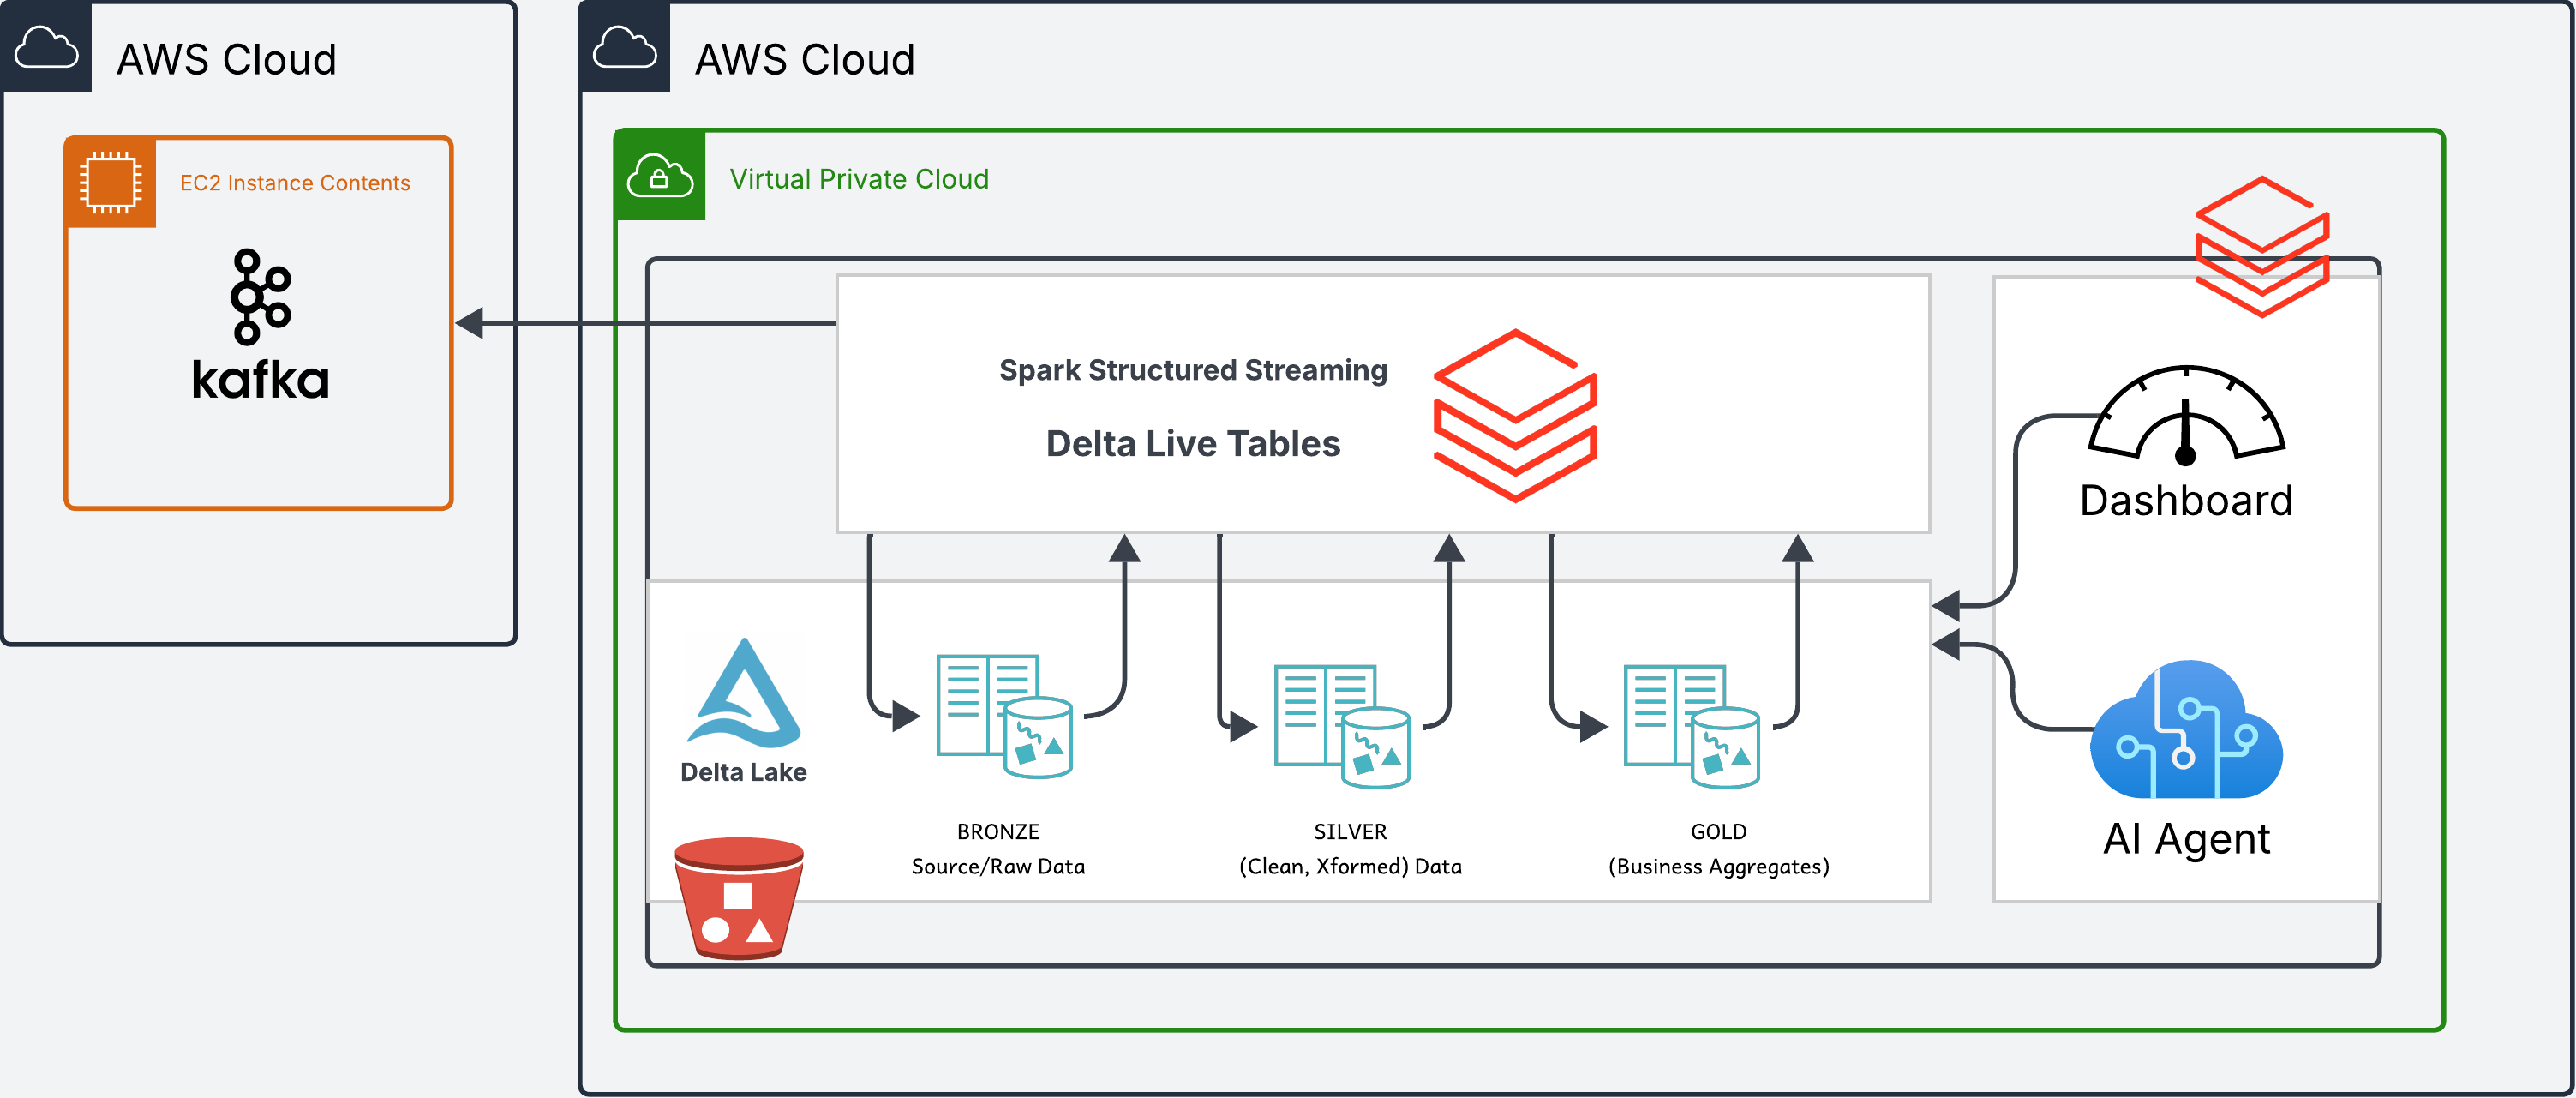 AWS Cloud
EC2 Instance Contents
kafka
AWS Cloud
Virtual Private Cloud
Spark Structured Streaming
Delta Live Tables
Dashboard
AI Agent
Delta Lake
BRONZE
Source/Raw Data
SILVER
(Clean, Xformed) Data
GOLD
(Business Aggregates)